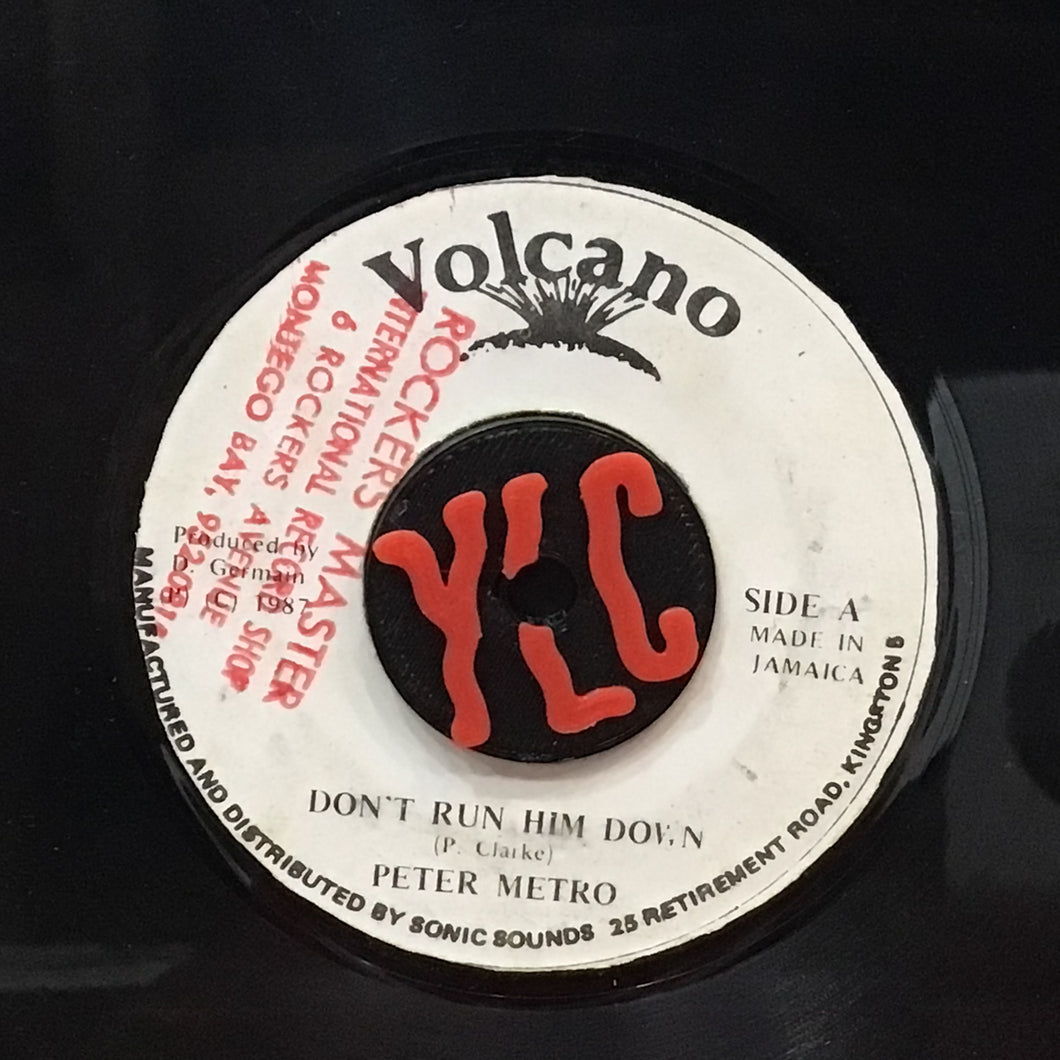 Volcano
ROCKERS MASTER
INTERNATIONAL RECORD SHOP
6 ROCKERS AVENUE
MONTEGO BAY,
Produced by
D. Germain
(P) (C) 1987
YLC
SIDE A
MADE IN
JAMAICA
DON'T RUN HIM DOWN
(P. Clarke)
PETER METRO
MANUFACTURED AND DISTRIBUTED BY SONIC SOUNDS 25 RETIREMENT ROAD, KINGSTON 5